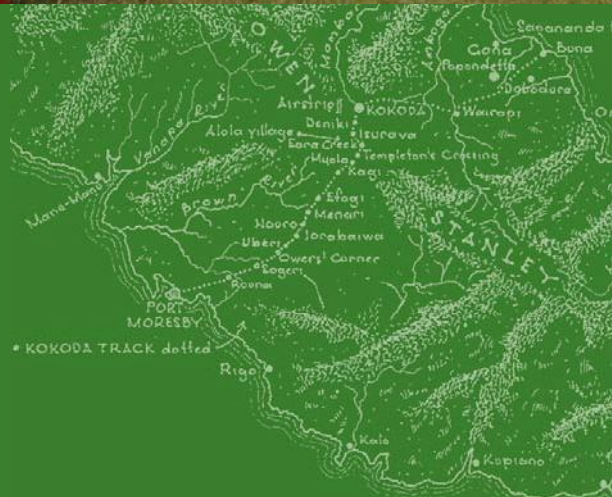 OWEN
Sanananda
Gona
Buna
Popondetta
Dobodura
Airstrip
KOKODA
Wairopi
Deniki
Alola village
Isurava
Eora Creek
Templeton's Crossing
Myola
Kagi
Vanapa River
Manu-Manu
Brown River
Efogi
Menari
Nauro
Ioribaiwa
Uberi
Owers' Corner
Sogeri
Rouna
STANLEY
PORT
MORESBY
• KOKODA TRACK dotted
Rigo
Kalo
Kapiano